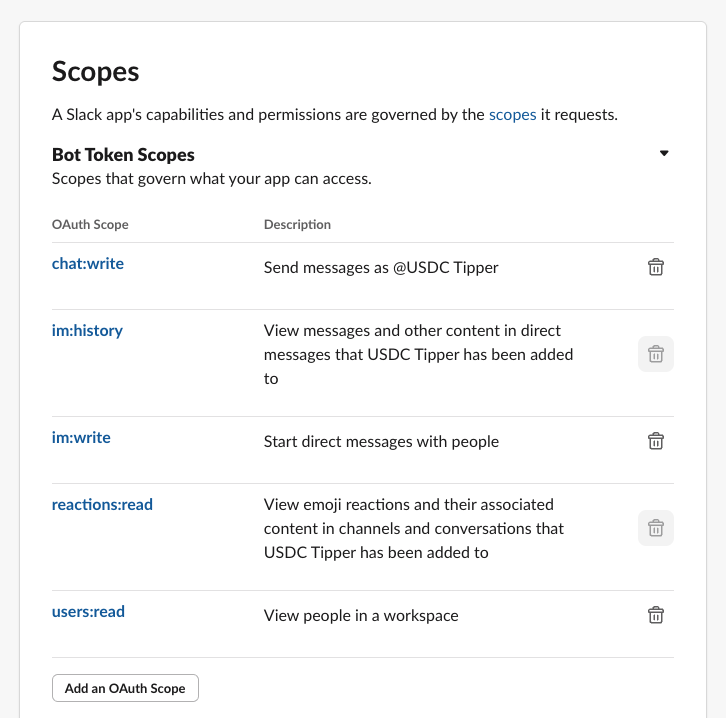 Scopes
A Slack app's capabilities and permissions are governed by the scopes it requests.
Bot Token Scopes
Scopes that govern what your app can access.
OAuth Scope Description
chat:write Send messages as @USDC Tipper
im:history View messages and other content in direct
messages that USDC Tipper has been added
to
im:write Start direct messages with people
reactions:read View emoji reactions and their associated
content in channels and conversations that
USDC Tipper has been added to
users:read View people in a workspace
Add an OAuth Scope